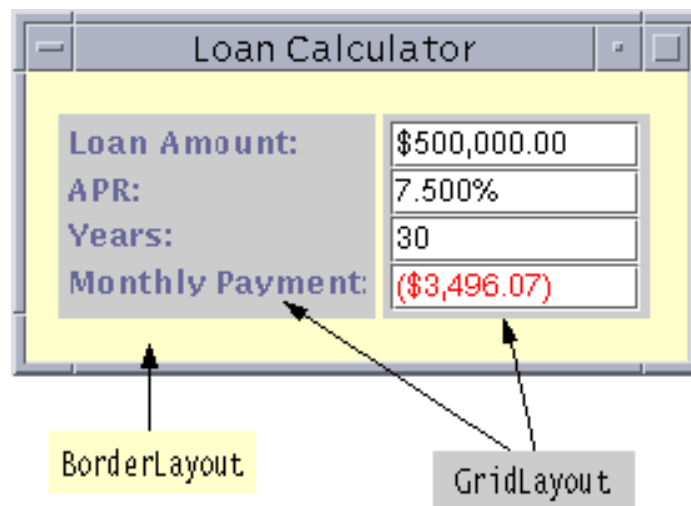 Loan Calculator
Loan Amount: $500,000.00
APR: 7.500%
Years: 30
Monthly Payment: ($3,496.07)
BorderLayout
GridLayout